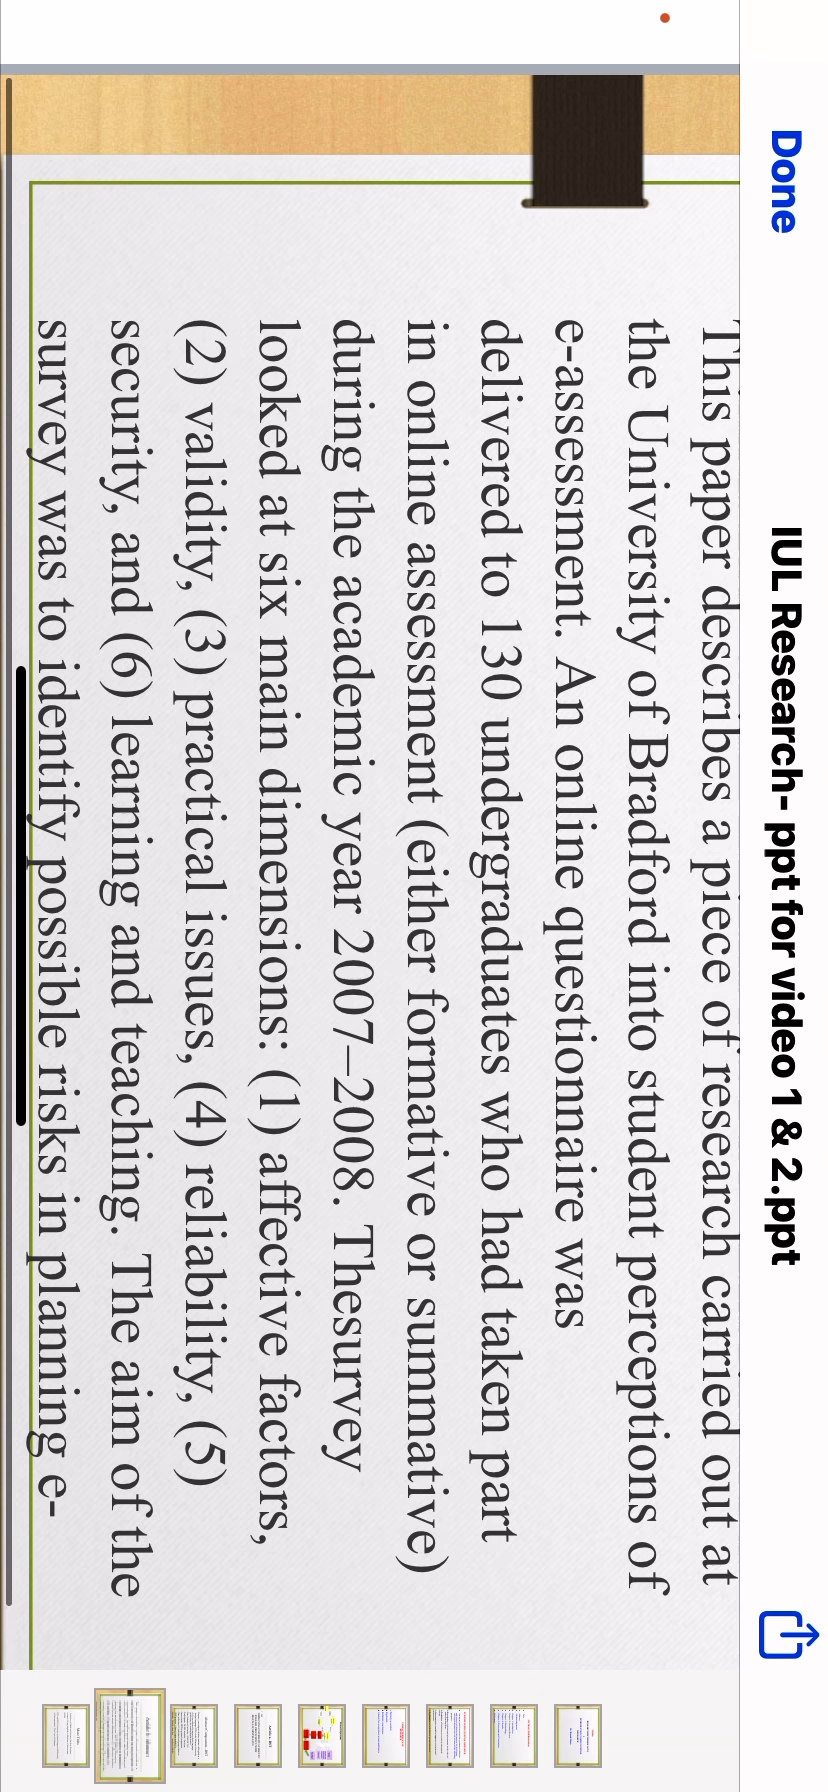 Done
IUL Research- ppt for video 1 & 2.ppt
This paper describes a piece of research carried out at
the University of Bradford into student perceptions of
e-assessment. An online questionnaire was
delivered to 130 undergraduates who had taken part
in online assessment (either formative or summative)
during the academic year 2007–2008. Thesurvey
looked at six main dimensions: (1) affective factors,
(2) validity, (3) practical issues, (4) reliability, (5)
security, and (6) learning and teaching. The aim of the
survey was to identify possible risks in planning e-